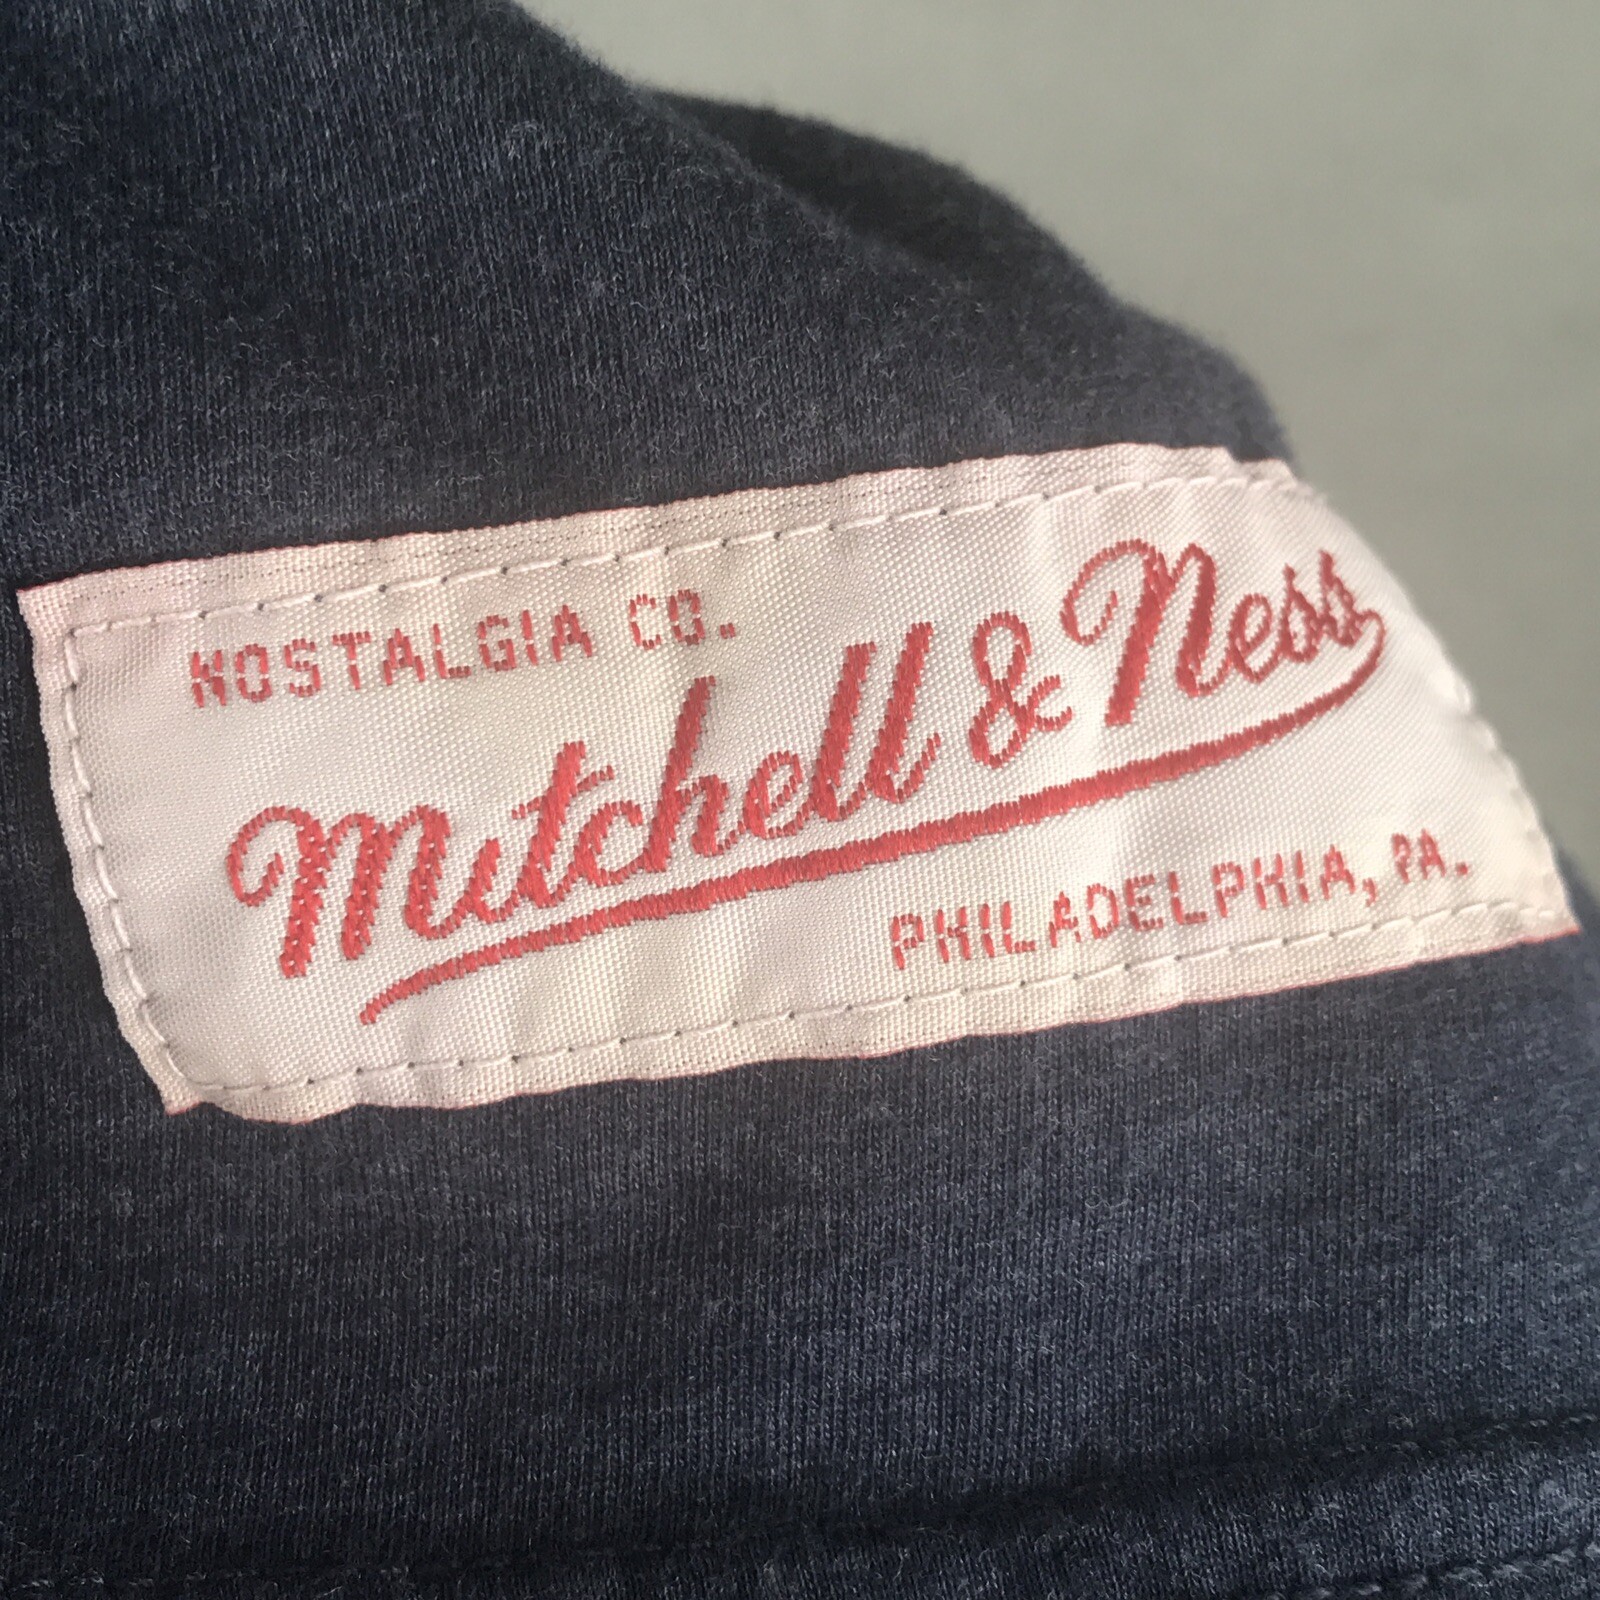 NOSTALGIA CO.
Mitchell & Ness
PHILADELPHIA, PA.